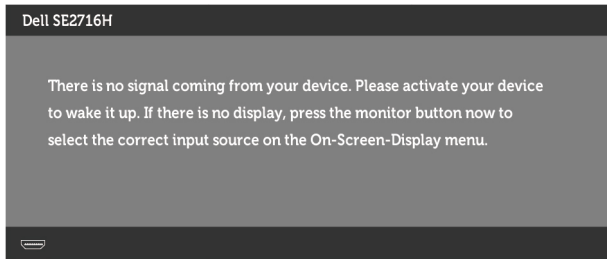 Dell SE2716H
There is no signal coming from your device. Please activate your device
to wake it up. If there is no display, press the monitor button now to
select the correct input source on the On-Screen-Display menu.